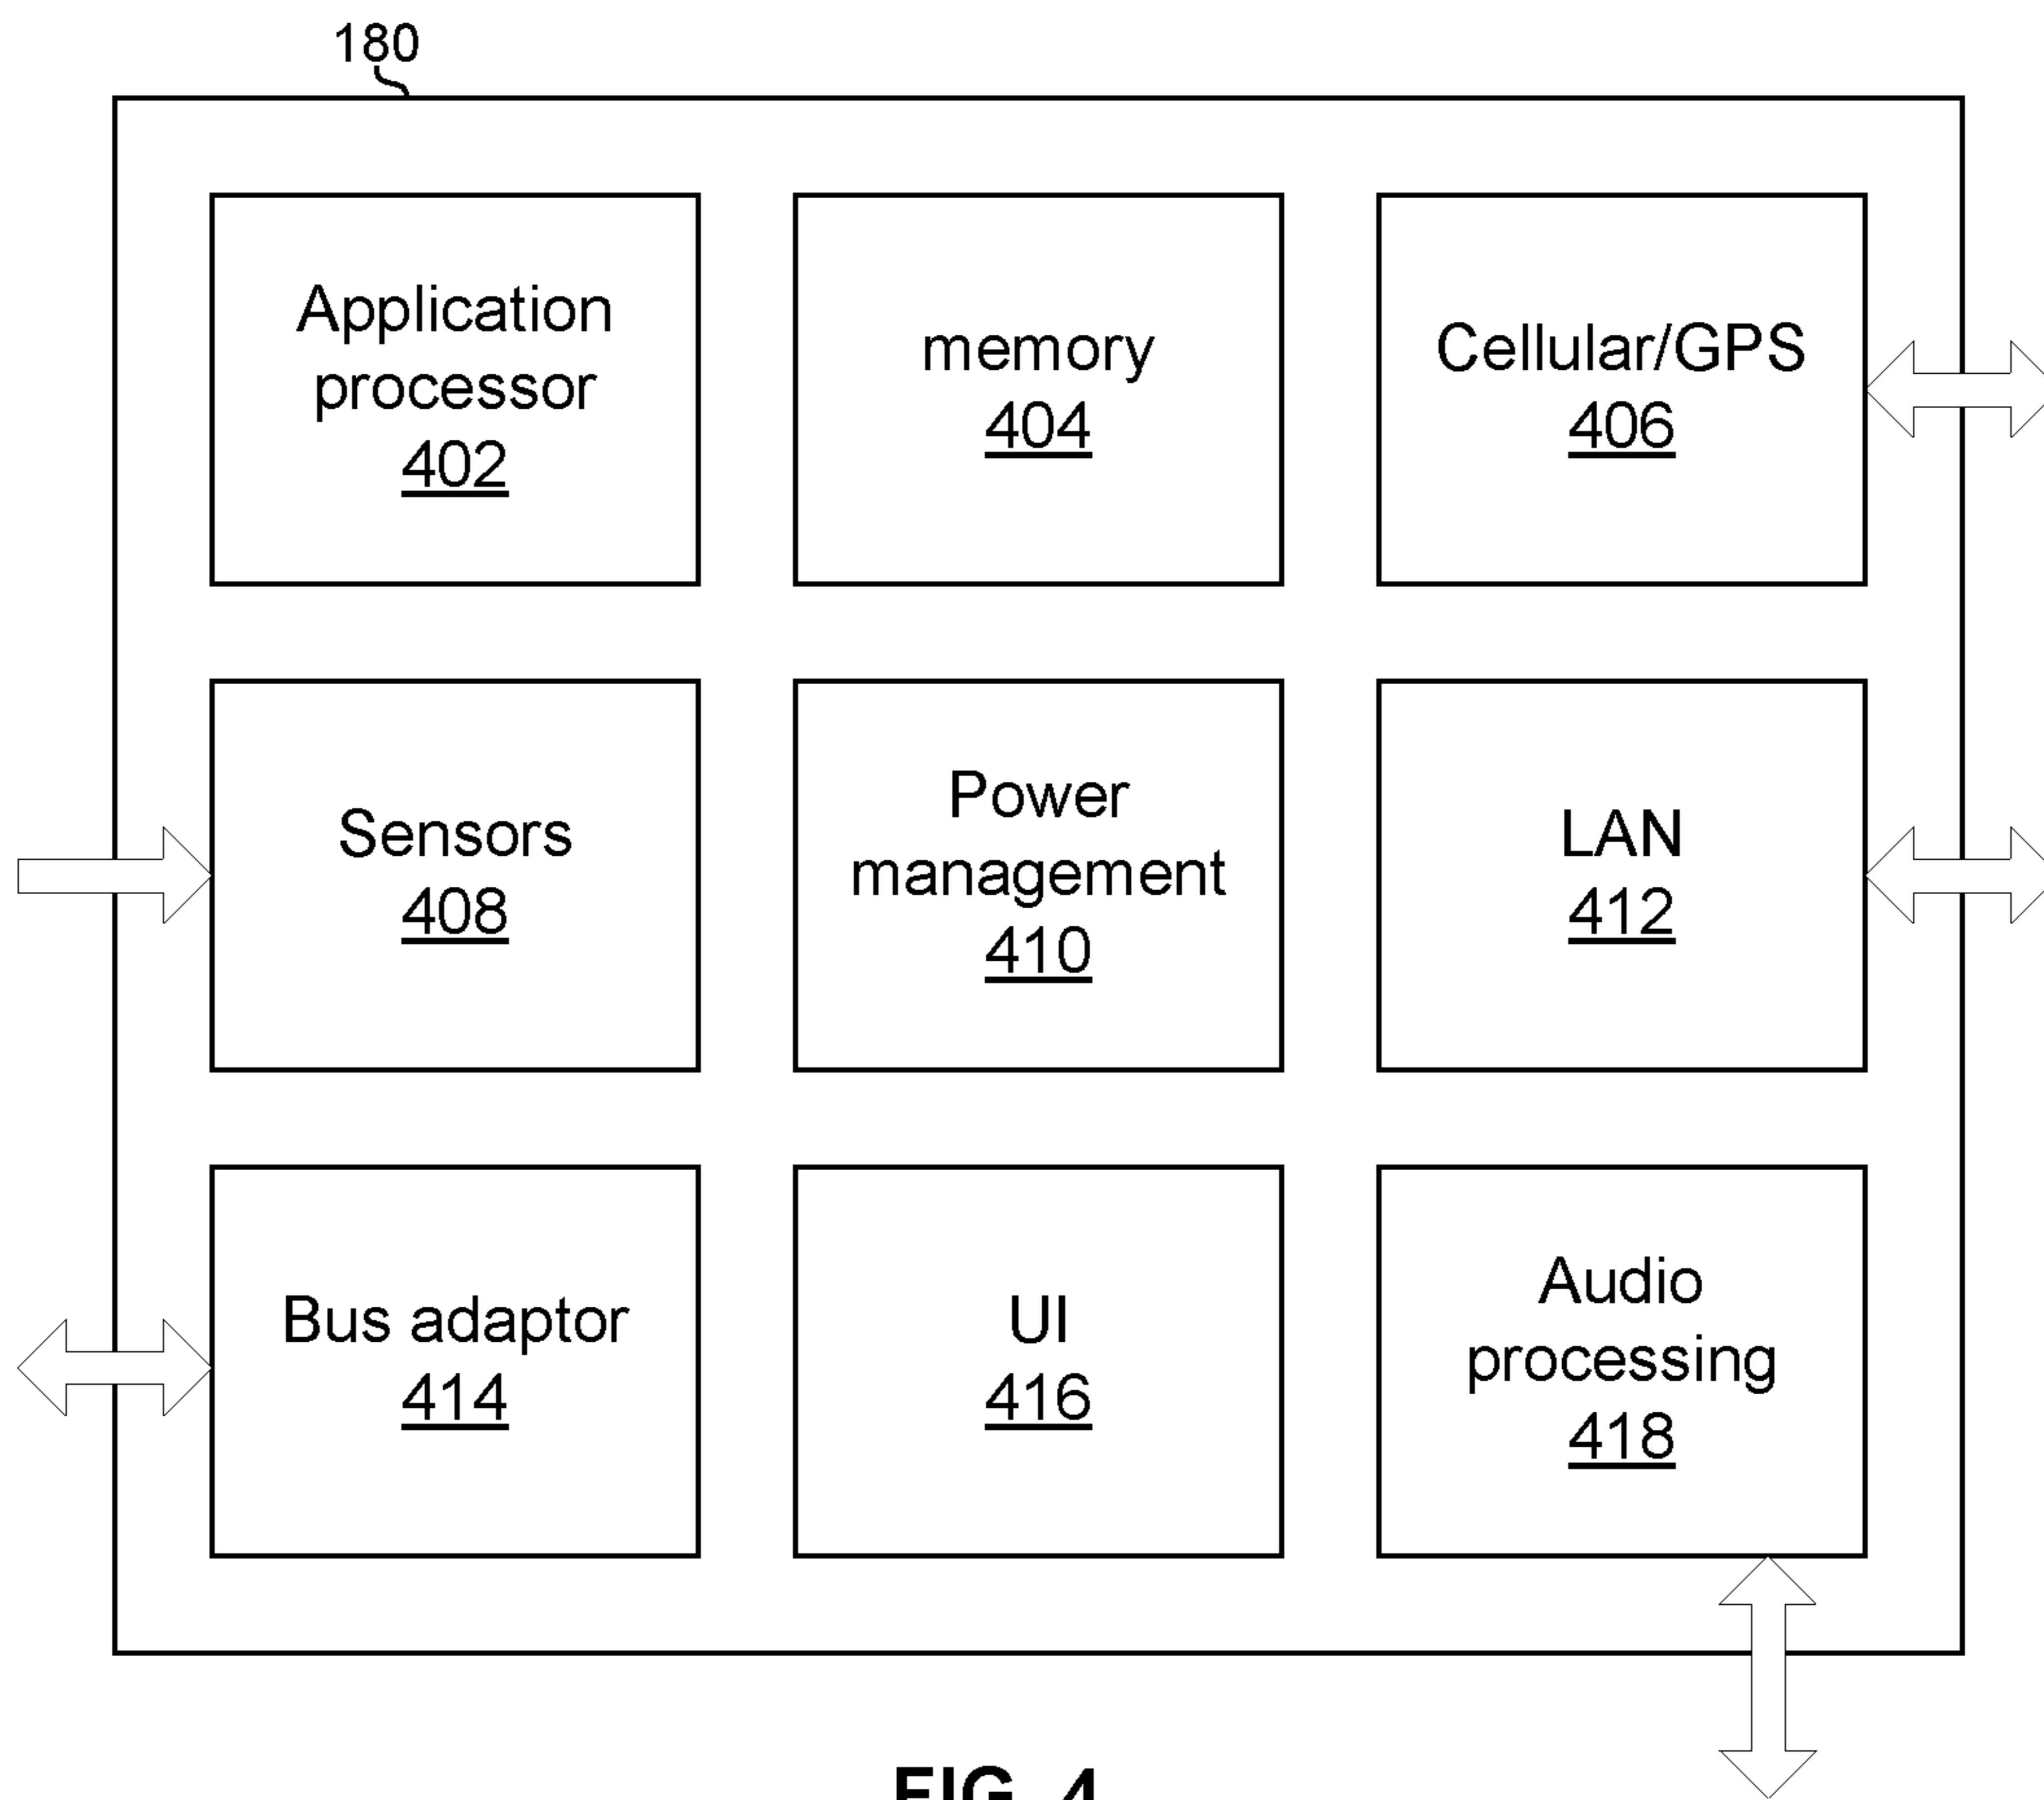 180
Application
processor
402
memory
404
Cellular/GPS
406
Sensors
408
Power
management
410
LAN
412
Bus adaptor
414
UI
416
Audio
processing
418
FIG. 4